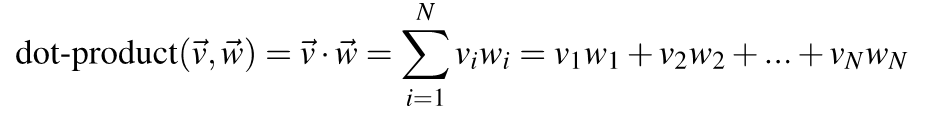 dot-product(v⃗,w⃗) = v⃗·w⃗ = ∑_{i=1}^{N} v_i w_i = v_1 w_1 + v_2 w_2 + ... + v_N w_N